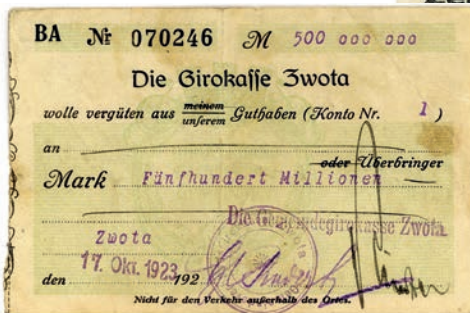 BA № 070246 M 500 000 000
Die Girokasse Zwota
wolle vergüten aus meinem unserem Guthaben (Konto Nr. 1)
an
oder Überbringer
Mark Fünfhundert Millionen
Die Gemeindegirokasse Zwota.
Zwota
den 17. Okt. 1923 192
Nicht für den Verkehr außerhalb des Ortes.